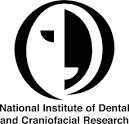 National Institute of Dental
and Craniofacial Research